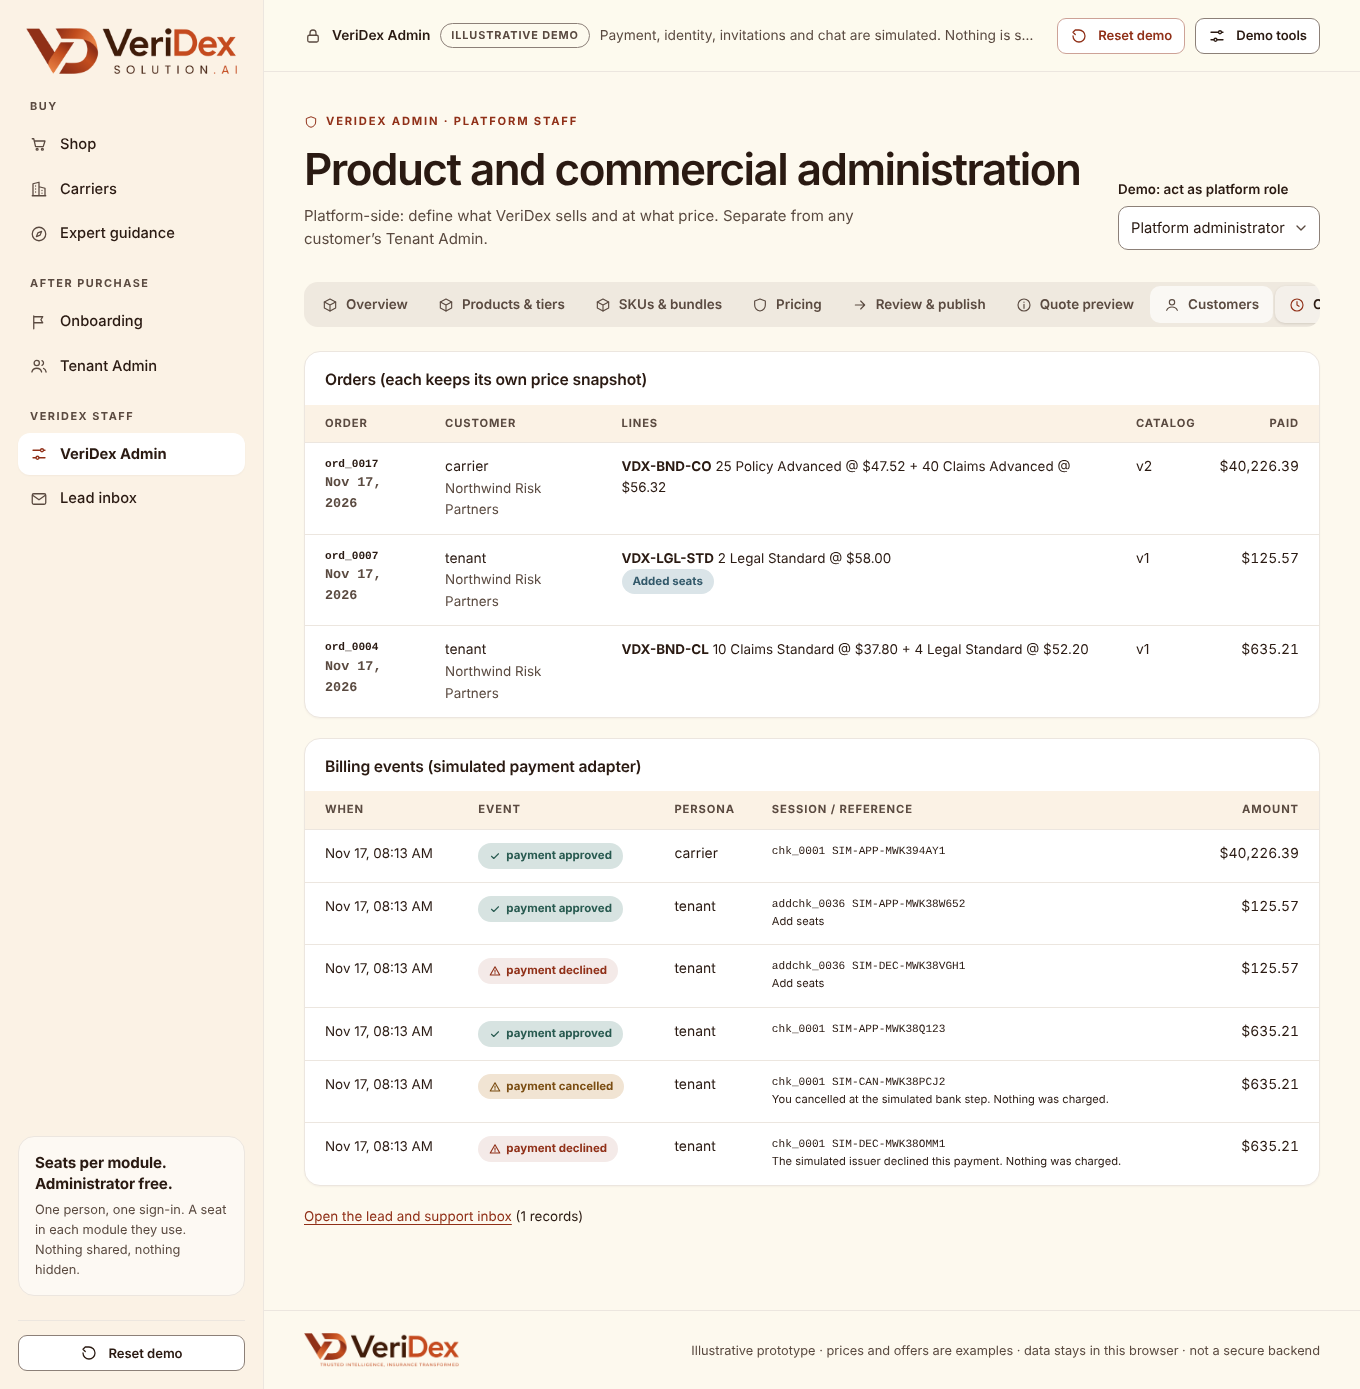 VeriDex
SOLUTION.AI
BUY
Shop
Carriers
Expert guidance
AFTER PURCHASE
Onboarding
Tenant Admin
VERIDEX STAFF
VeriDex Admin
Lead inbox
Seats per module.
Administrator free.
One person, one sign-in. A seat
in each module they use.
Nothing shared, nothing
hidden.
Reset demo
VeriDex Admin ILLUSTRATIVE DEMO Payment, identity, invitations and chat are simulated. Nothing is s... Reset demo Demo tools
VERIDEX ADMIN · PLATFORM STAFF
Product and commercial administration
Platform-side: define what VeriDex sells and at what price. Separate from any
customer’s Tenant Admin.
Demo: act as platform role
Platform administrator
Overview Products & tiers SKUs & bundles Pricing Review & publish Quote preview Customers
Orders (each keeps its own price snapshot)
ORDER CUSTOMER LINES CATALOG PAID
ord_0017 carrier VDX-BND-CO 25 Policy Advanced @ $47.52 + 40 Claims Advanced @ v2 $40,226.39
Nov 17, Northwind Risk $56.32
2026 Partners
ord_0007 tenant VDX-LGL-STD 2 Legal Standard @ $58.00 v1 $125.57
Nov 17, Northwind Risk Added seats
2026 Partners
ord_0004 tenant VDX-BND-CL 10 Claims Standard @ $37.80 + 4 Legal Standard @ $52.20 v1 $635.21
Nov 17, Northwind Risk
2026 Partners
Billing events (simulated payment adapter)
WHEN EVENT PERSONA SESSION / REFERENCE AMOUNT
Nov 17, 08:13 AM payment approved carrier chk_0001 SIM-APP-MWK394AY1 $40,226.39
Nov 17, 08:13 AM payment approved tenant addchk_0036 SIM-APP-MWK38W652 $125.57
Add seats
Nov 17, 08:13 AM payment declined tenant addchk_0036 SIM-DEC-MWK38VGH1 $125.57
Add seats
Nov 17, 08:13 AM payment approved tenant chk_0001 SIM-APP-MWK38Q123 $635.21
Nov 17, 08:13 AM payment cancelled tenant chk_0001 SIM-CAN-MWK38PCJ2 $635.21
You cancelled at the simulated bank step. Nothing was charged.
Nov 17, 08:13 AM payment declined tenant chk_0001 SIM-DEC-MWK38OMM1 $635.21
The simulated issuer declined this payment. Nothing was charged.
Open the lead and support inbox (1 records)
VeriDex
TRUSTED INTELLIGENCE, INSURANCE TRANSFORMED
Illustrative prototype · prices and offers are examples · data stays in this browser · not a secure backend